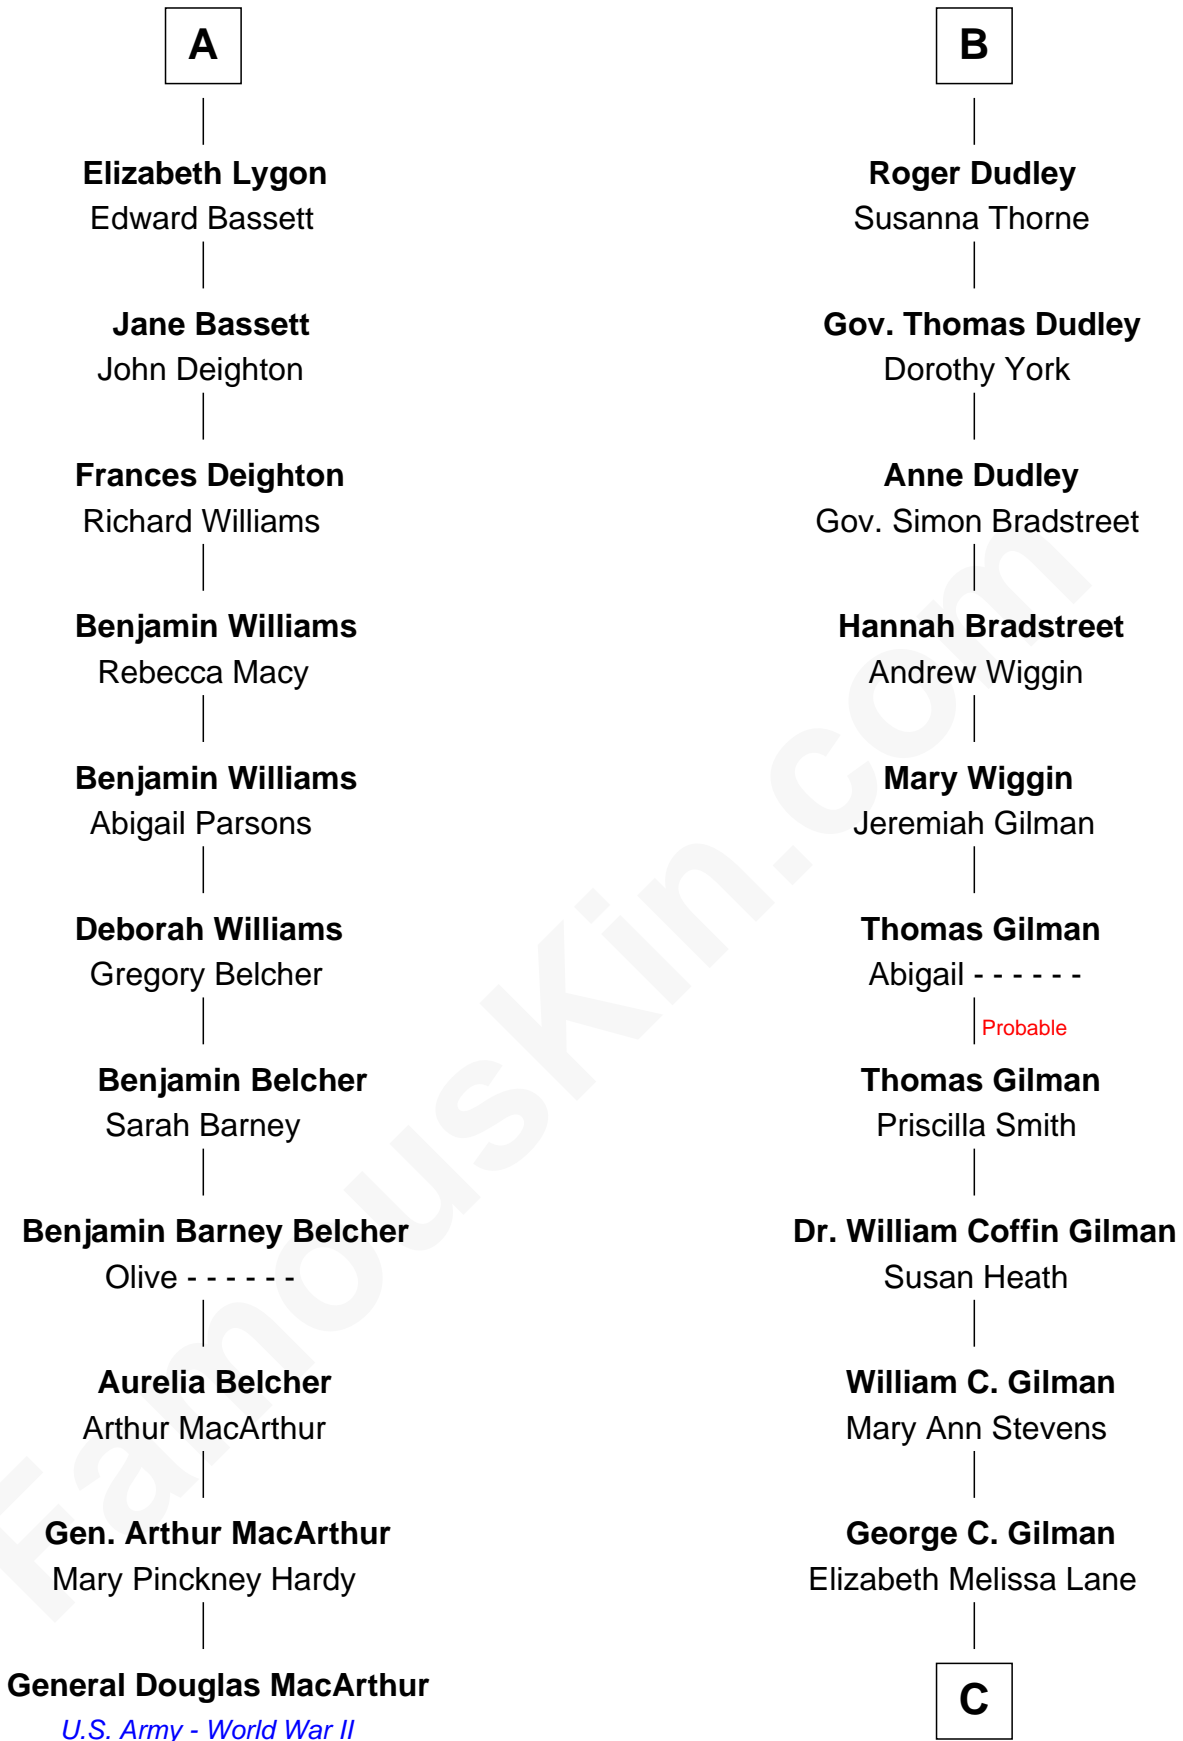 A
Elizabeth Lygon
Edward Bassett
Jane Bassett
John Deighton
Frances Deighton
Richard Williams
Benjamin Williams
Rebecca Macy
Benjamin Williams
Abigail Parsons
Deborah Williams
Gregory Belcher
Benjamin Belcher
Sarah Barney
Benjamin Barney Belcher
Olive - - - - - -
Aurelia Belcher
Arthur MacArthur
Gen. Arthur MacArthur
Mary Pinckney Hardy
General Douglas MacArthur
U.S. Army - World War II
B
Roger Dudley
Susanna Thorne
Gov. Thomas Dudley
Dorothy York
Anne Dudley
Gov. Simon Bradstreet
Hannah Bradstreet
Andrew Wiggin
Mary Wiggin
Jeremiah Gilman
Thomas Gilman
Abigail - - - - - -
Probable
Thomas Gilman
Priscilla Smith
Dr. William Coffin Gilman
Susan Heath
William C. Gilman
Mary Ann Stevens
George C. Gilman
Elizabeth Melissa Lane
C
FamousKin.com